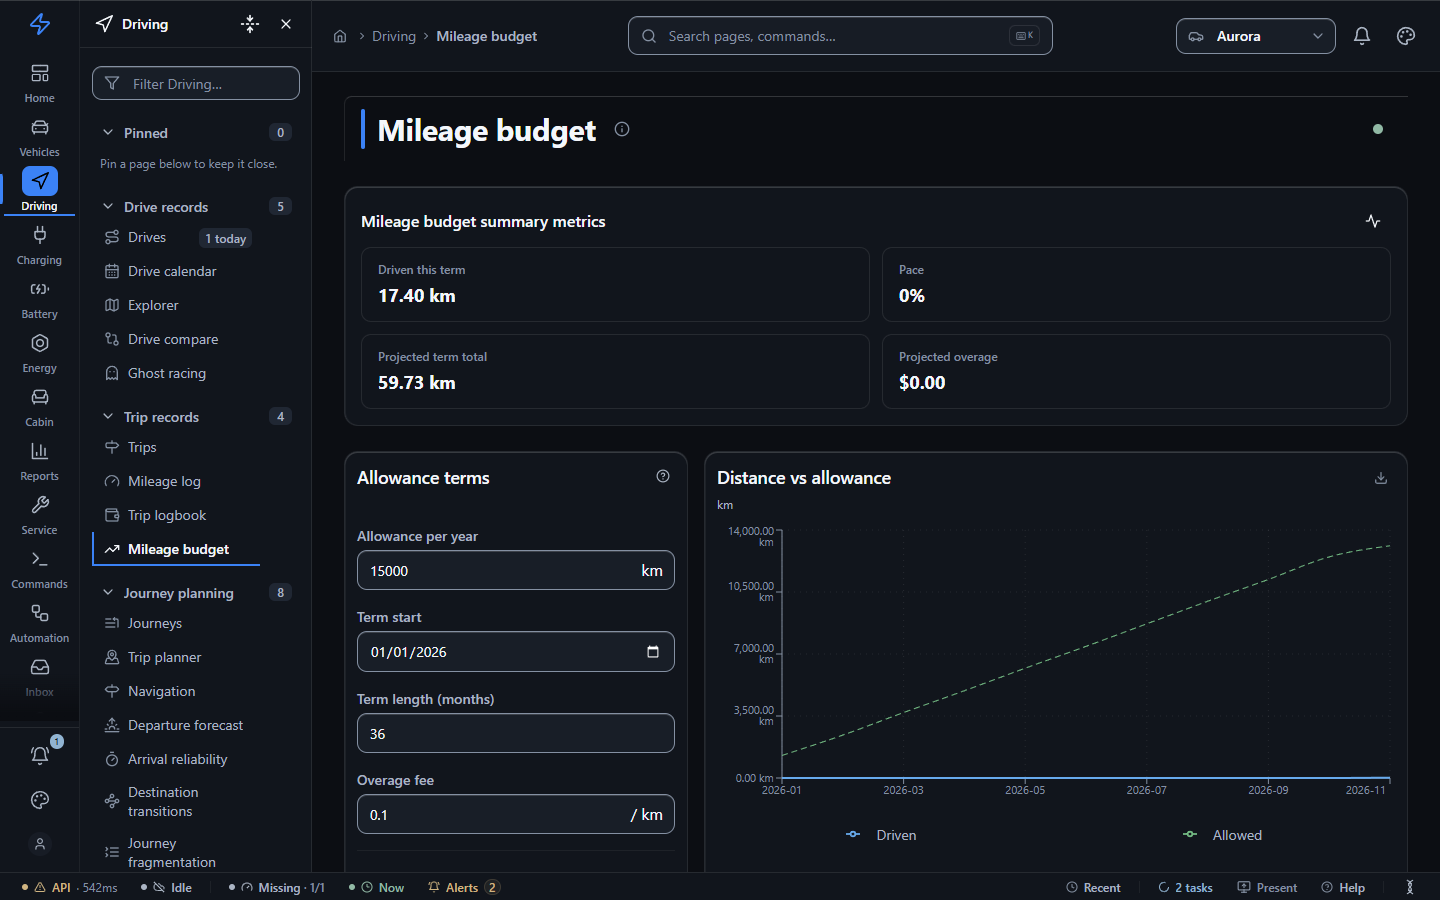 Driving
Driving
Mileage budget
Search pages, commands...
K
Aurora
Home
Vehicles
Driving
Charging
Battery
Energy
Cabin
Reports
Service
Commands
Automation
Inbox
1
Filter Driving...
Pinned
0
Pin a page below to keep it close.
Drive records
5
Drives
1 today
Drive calendar
Explorer
Drive compare
Ghost racing
Trip records
4
Trips
Mileage log
Trip logbook
Mileage budget
Journey planning
8
Journeys
Trip planner
Navigation
Departure forecast
Arrival reliability
Destination
transitions
Journey
fragmentation
Mileage budget
Mileage budget summary metrics
Driven this term
17.40 km
Pace
0%
Projected term total
59.73 km
Projected overage
$0.00
Allowance terms
Allowance per year
15000
km
Term start
01/01/2026
Term length (months)
36
Overage fee
0.1
/ km
Distance vs allowance
km
14,000.00
km
10,500.00
km
7,000.00
km
3,500.00
km
0.00 km
2026-01
2026-03
2026-05
2026-07
2026-09
2026-11
Driven
Allowed
API · 542ms
Idle
Missing · 1/1
Now
Alerts 2
Recent
2 tasks
Present
Help